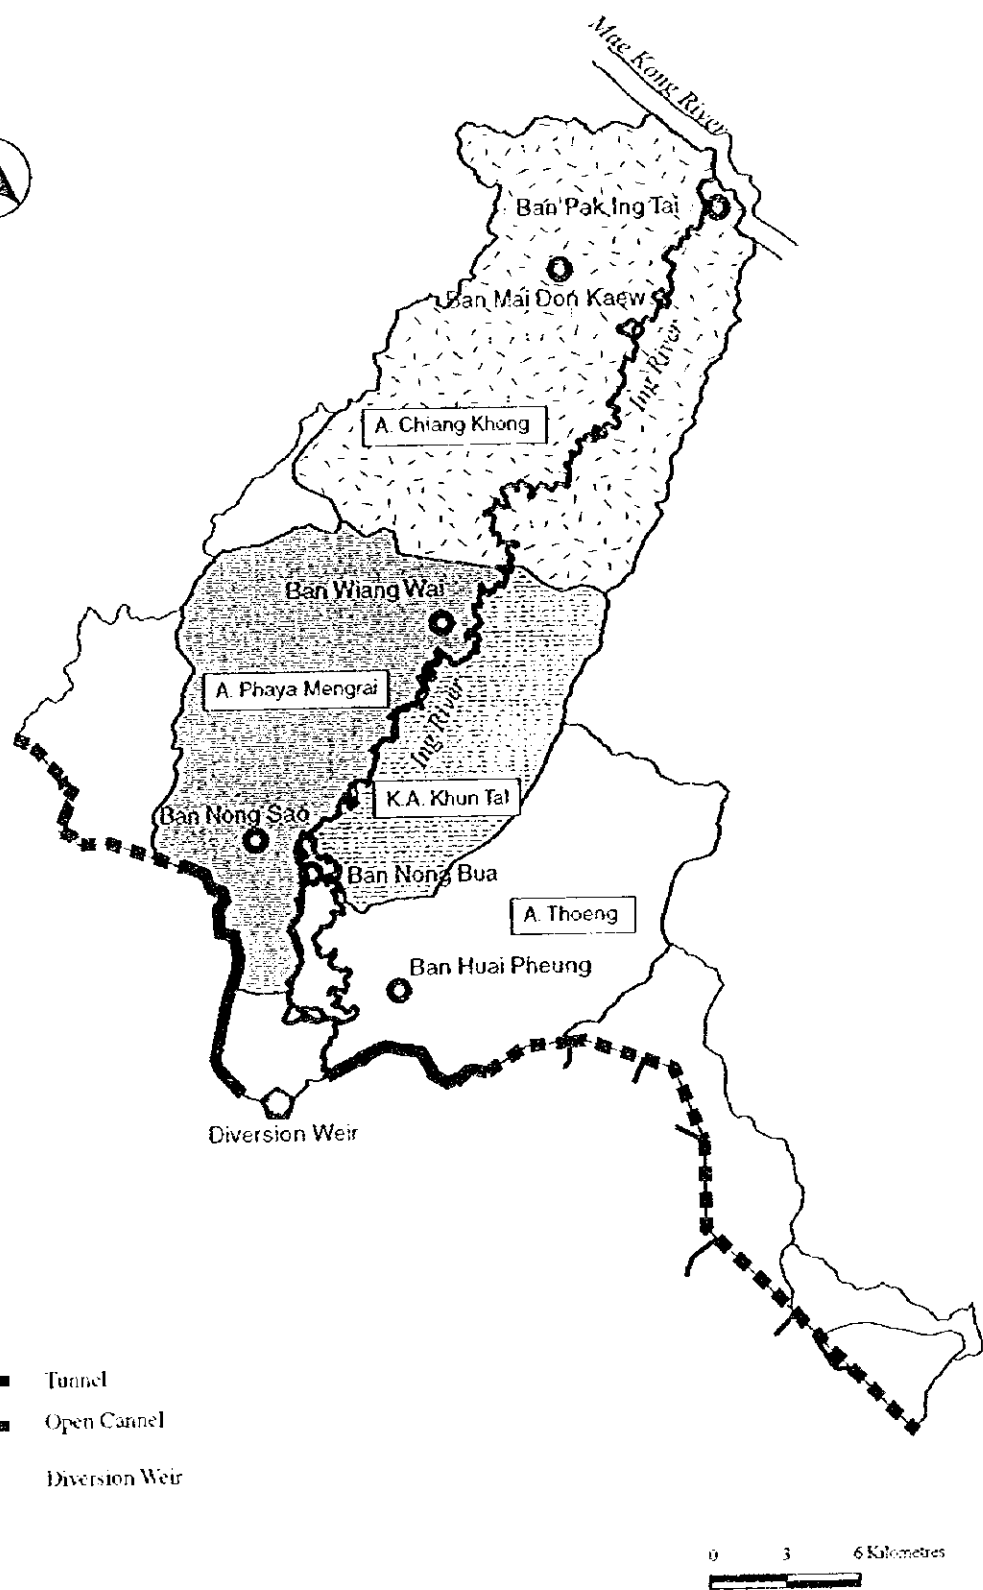 Mae Kong River
Ban Pak Ing Tai
Ban Mai Don Kaew
Ing River
A. Chiang Khong
Ban Wiang Wai
A. Phaya Mengrai
Ing River
K.A. Khun Tal
Ban Nong Sao
Ban Nong Bua
A. Thoeng
Ban Huai Pheung
Diversion Weir
Tunnel
Open Cannel
Diversion Weir
0 3 6 Kilometres